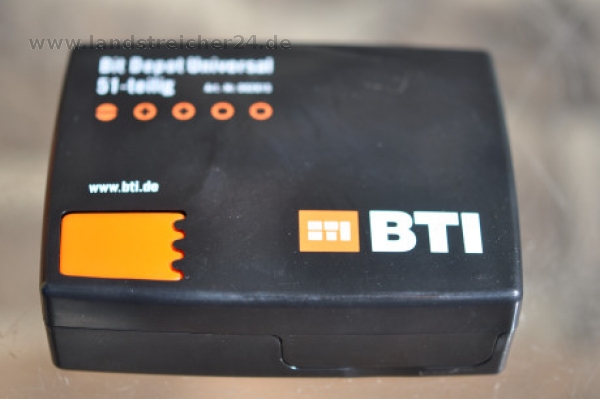 www.landstreicher24.de
Bit Depot Universal
51-teilig
www.bti.de
BTI